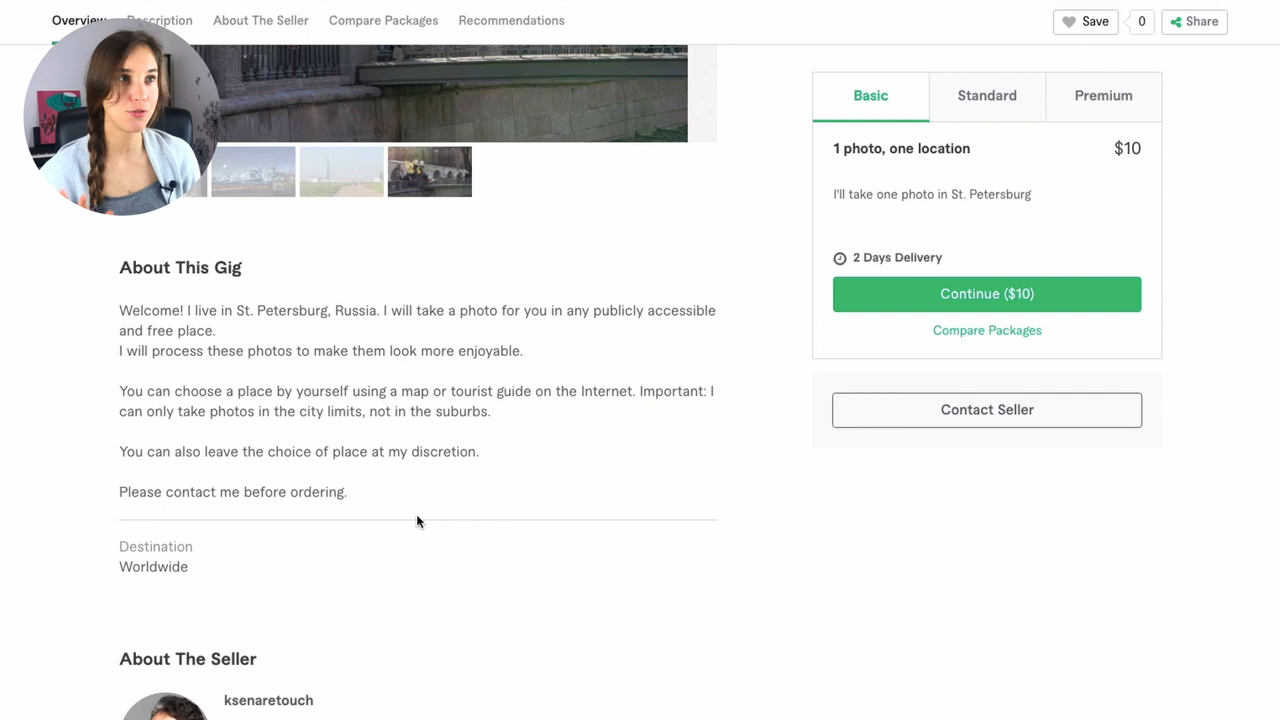 Overview Description About The Seller Compare Packages Recommendations
Save 0 Share
Basic Standard Premium
1 photo, one location $10
I'll take one photo in St. Petersburg
2 Days Delivery
Continue ($10)
Compare Packages
Contact Seller
About This Gig
Welcome! I live in St. Petersburg, Russia. I will take a photo for you in any publicly accessible
and free place.
I will process these photos to make them look more enjoyable.
You can choose a place by yourself using a map or tourist guide on the Internet. Important: I
can only take photos in the city limits, not in the suburbs.
You can also leave the choice of place at my discretion.
Please contact me before ordering.
Destination
Worldwide
About The Seller
ksenaretouch